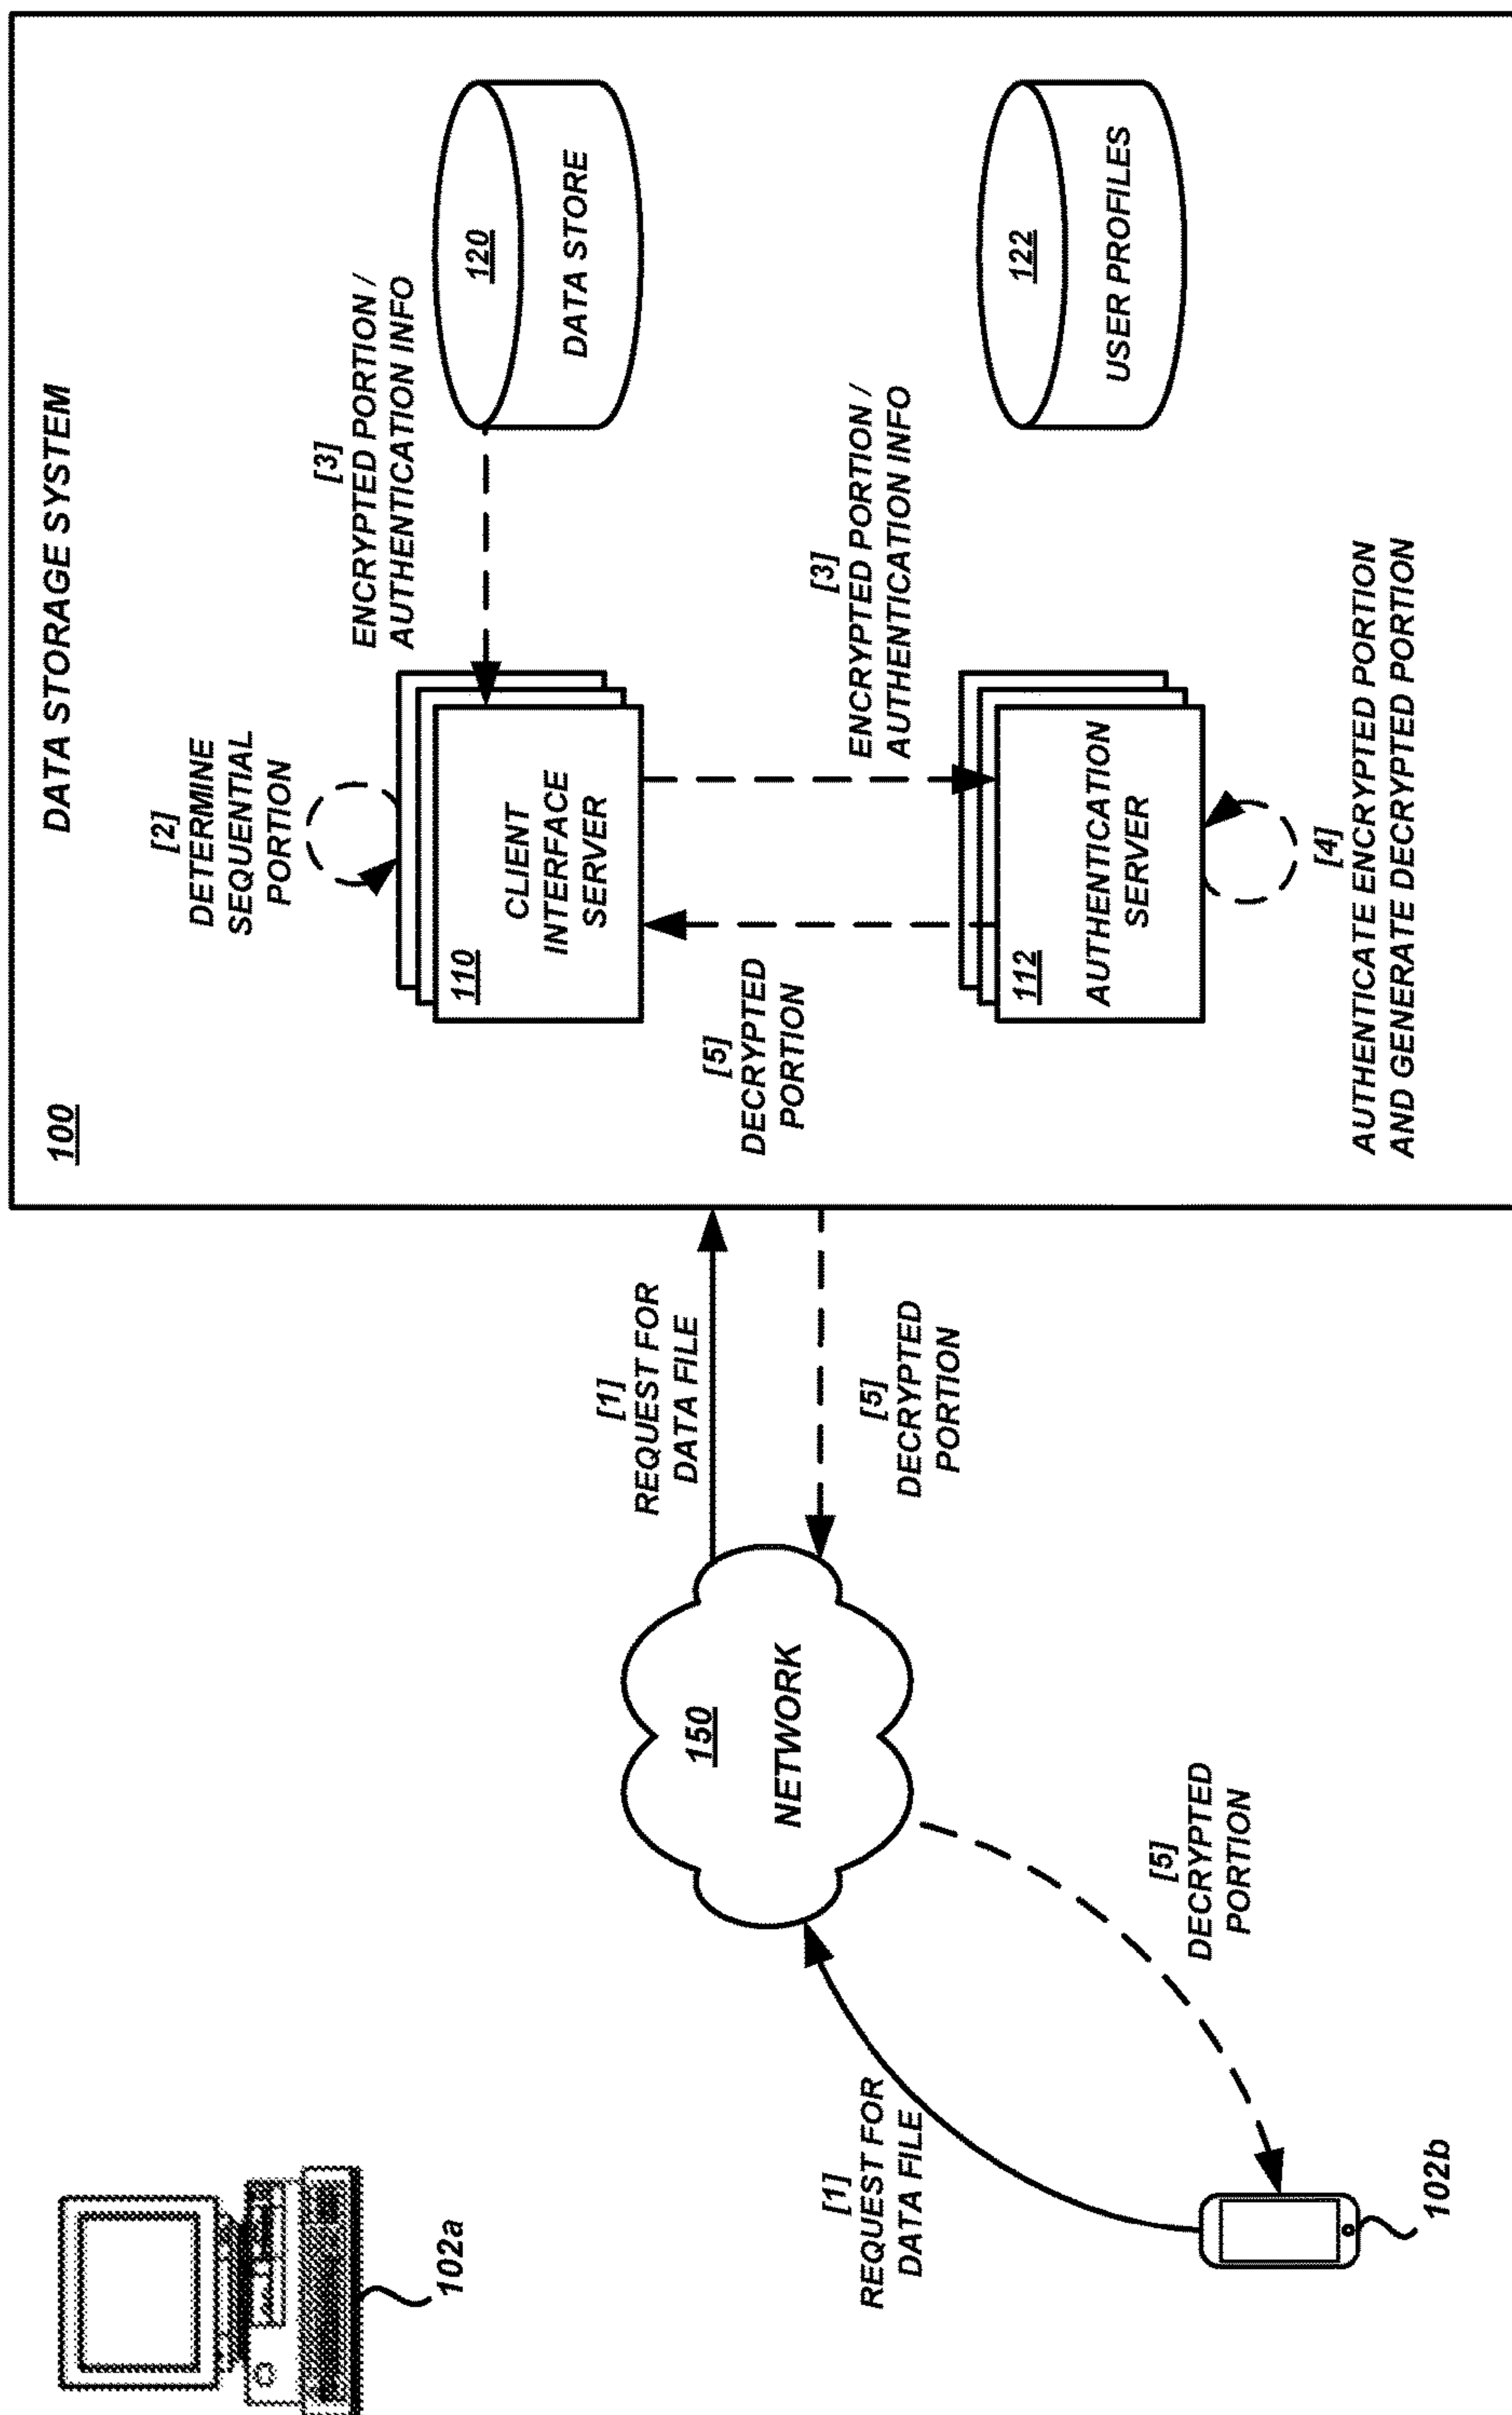 DATA STORAGE SYSTEM
100
[2]
DETERMINE
SEQUENTIAL
PORTION
[3]
ENCRYPTED PORTION /
AUTHENTICATION INFO
110
CLIENT
INTERFACE
SERVER
120
DATA STORE
[5]
DECRYPTED
PORTION
[3]
ENCRYPTED PORTION /
AUTHENTICATION INFO
112
AUTHENTICATION
SERVER
122
USER PROFILES
[4]
AUTHENTICATE ENCRYPTED PORTION
AND GENERATE DECRYPTED PORTION
[1]
REQUEST FOR
DATA FILE
[5]
DECRYPTED
PORTION
150
NETWORK
102a
[1]
REQUEST FOR
DATA FILE
[5]
DECRYPTED
PORTION
102b